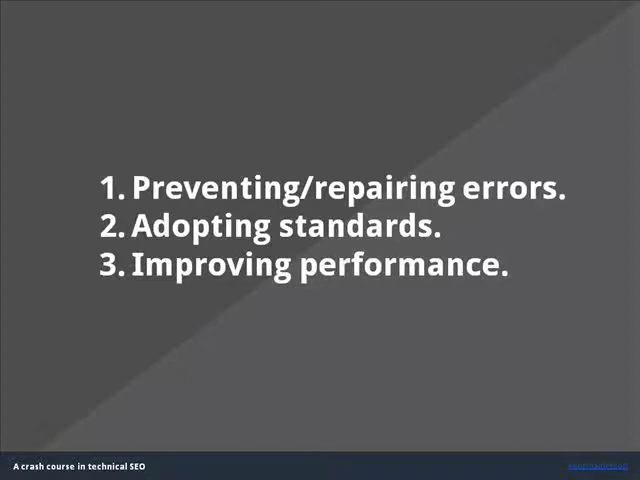 1. Preventing/repairing errors.
2. Adopting standards.
3. Improving performance.
A crash course in technical SEO